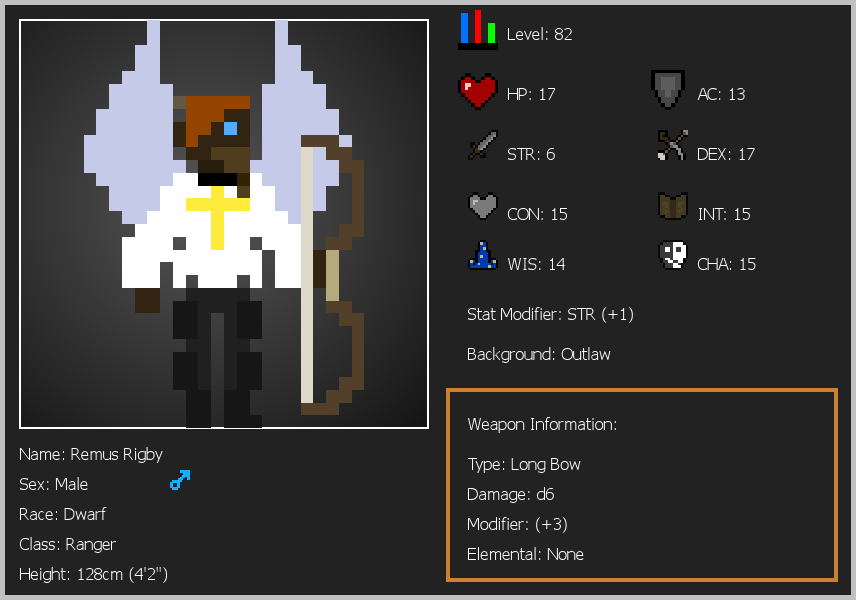 Level: 82
HP: 17
AC: 13
STR: 6
DEX: 17
CON: 15
INT: 15
WIS: 14
CHA: 15
Stat Modifier: STR (+1)
Background: Outlaw
Weapon Information:
Type: Long Bow
Damage: d6
Modifier: (+3)
Elemental: None
Name: Remus Rigby
Sex: Male
Race: Dwarf
Class: Ranger
Height: 128cm (4'2")